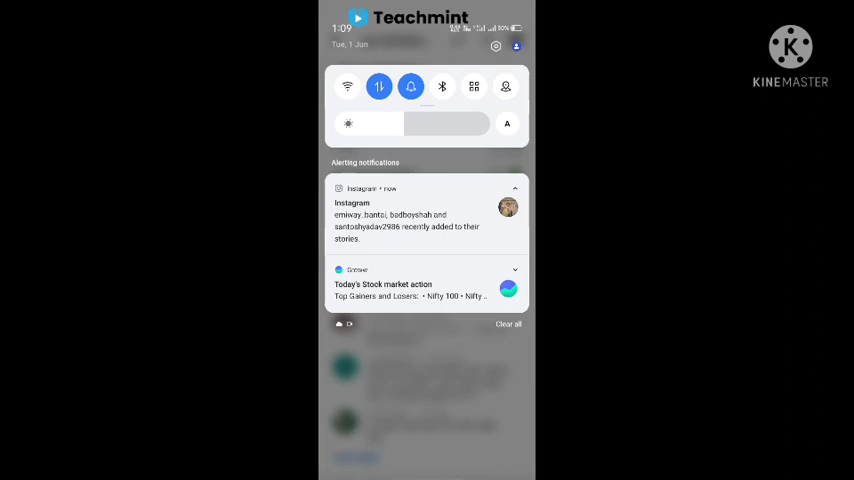 Teachmint
1:09
30%
Tue, 1 Jun
KINEMASTER
A
Alerting notifications
Instagram • now
Instagram
emiway_bantai, badboyshah and
santoshyadav2986 recently added to their
stories.
Groww
Today's Stock market action
Top Gainers and Losers: • Nifty 100 • Nifty ..
Clear all